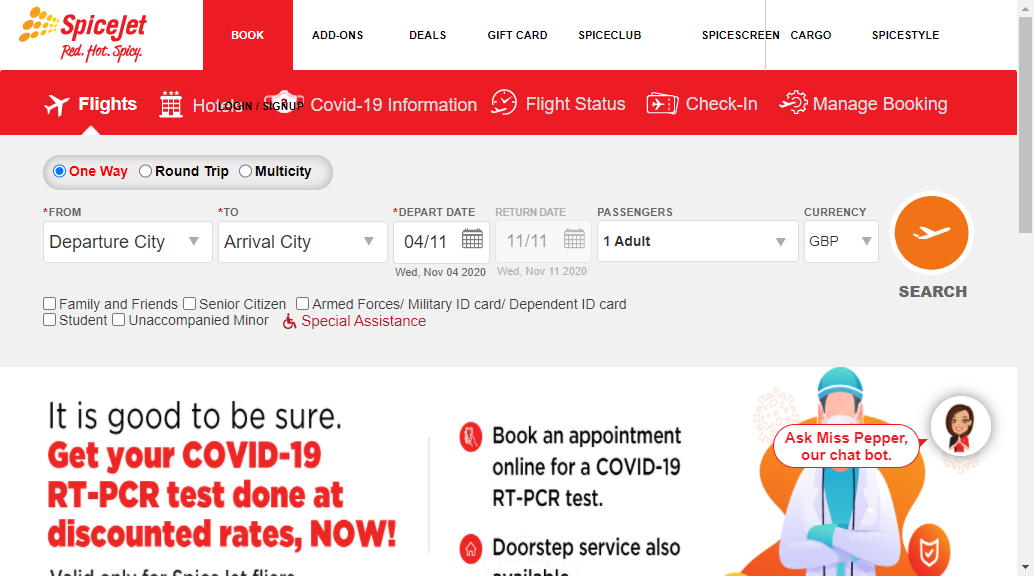 SpiceJet
Red. Hot. Spicy.
BOOK ADD-ONS DEALS GIFT CARD SPICECLUB SPICESCREEN CARGO SPICESTYLE
Flights Hotels LOGIN / SIGNUP Covid-19 Information Flight Status Check-In Manage Booking
One Way Round Trip Multicity
*FROM *TO *DEPART DATE RETURN DATE PASSENGERS CURRENCY
Departure City Arrival City 04/11 11/11 1 Adult GBP
Wed, Nov 04 2020 Wed, Nov 11 2020
SEARCH
Family and Friends Senior Citizen Armed Forces/ Military ID card/ Dependent ID card
Student Unaccompanied Minor Special Assistance
It is good to be sure.
Get your COVID-19
RT-PCR test done at
discounted rates, NOW!
Valid only for SpiceJet fliers
Book an appointment
online for a COVID-19
RT-PCR test.
Doorstep service also
available
Ask Miss Pepper,
our chat bot.